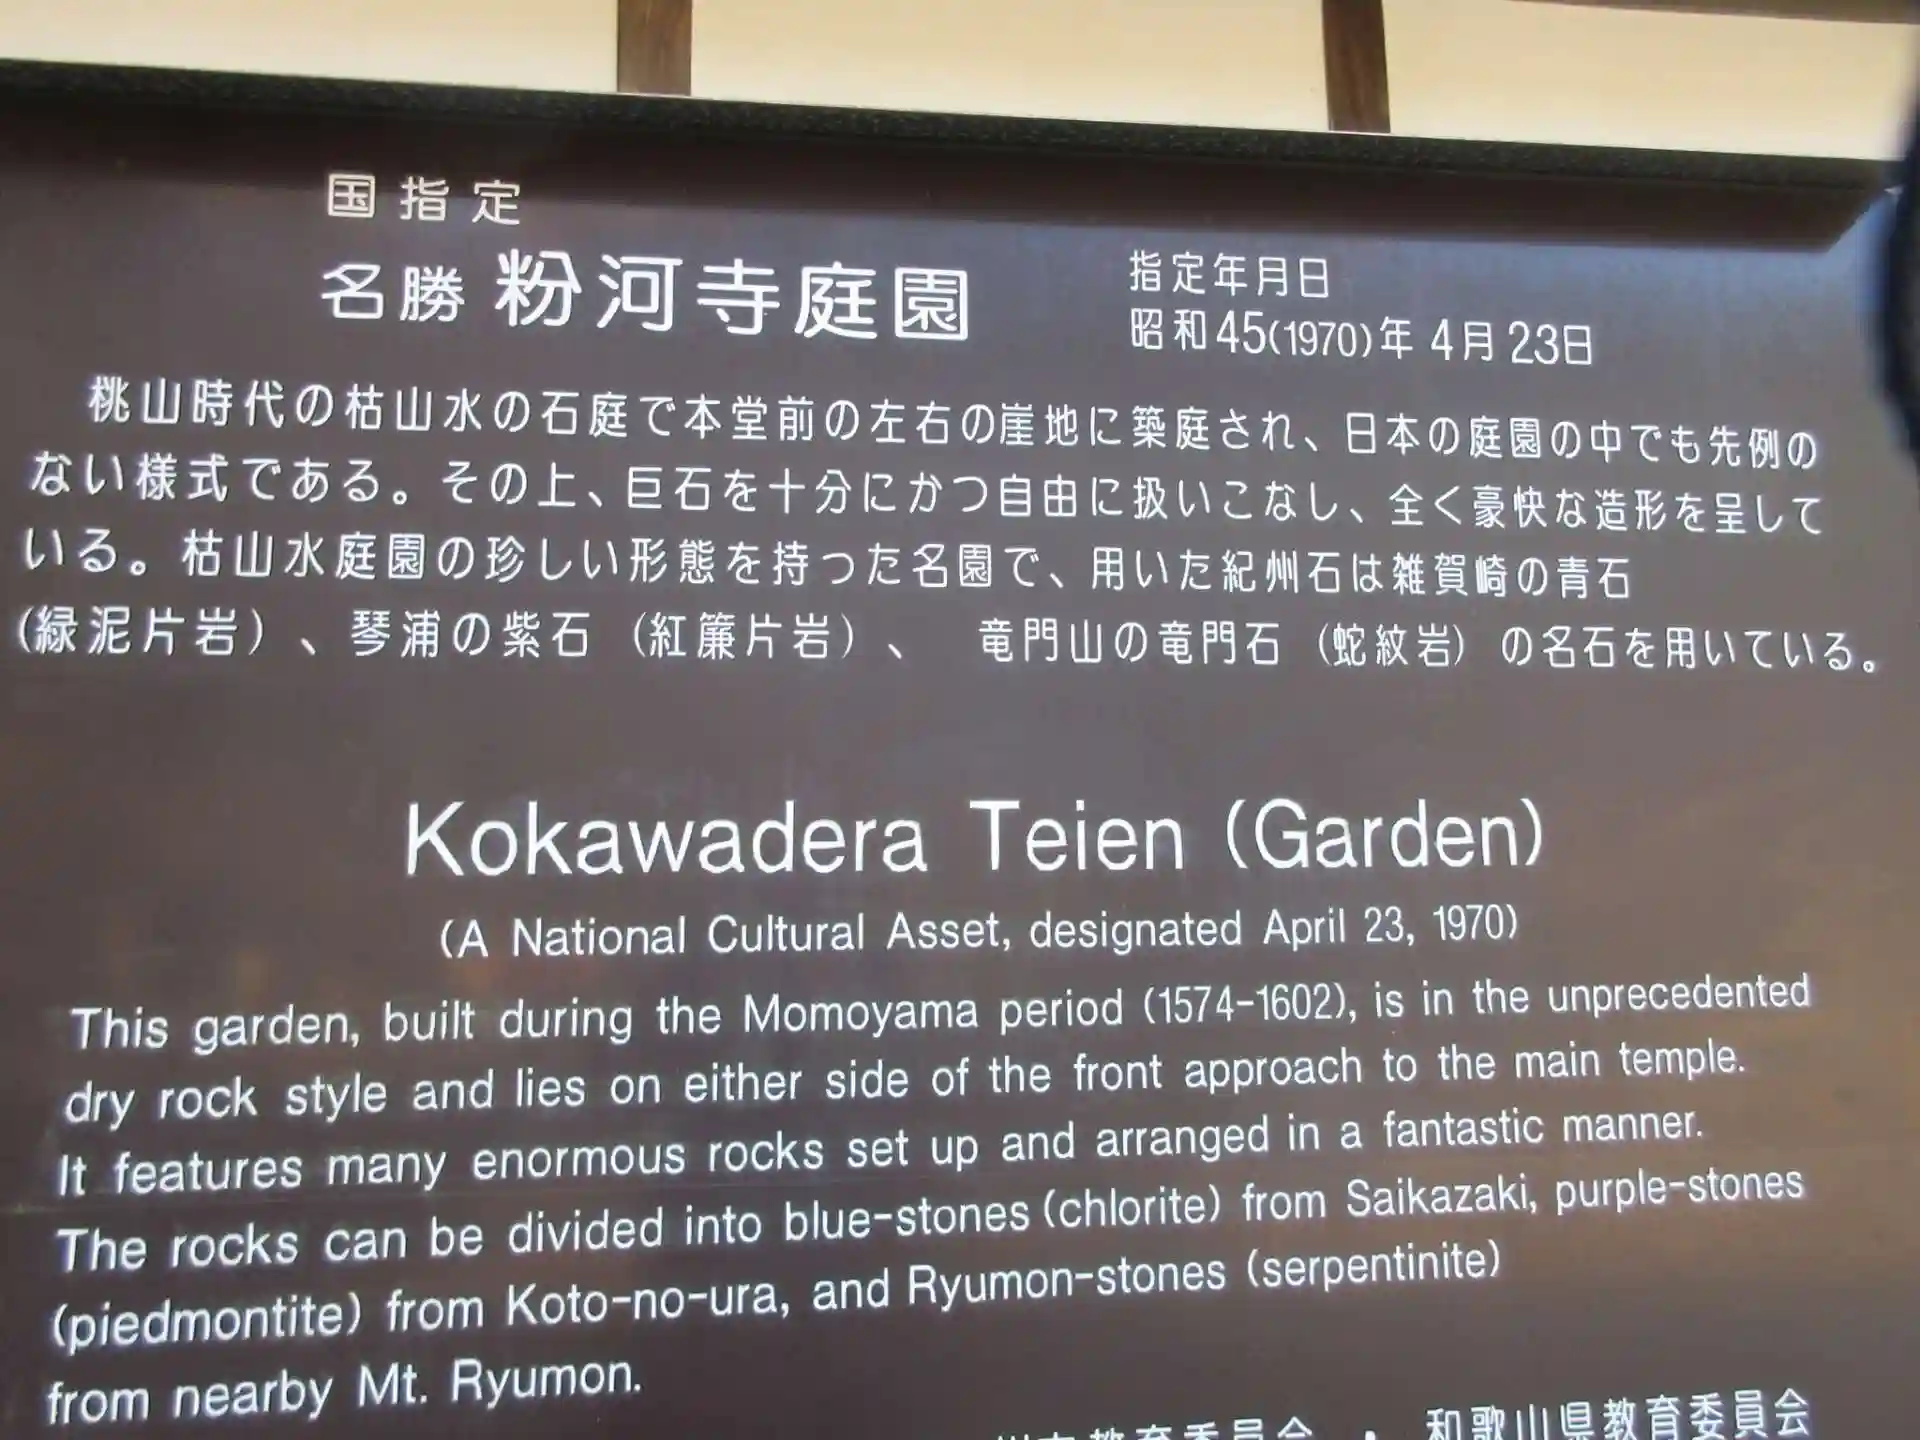 国指定
名勝 粉河寺庭園
指定年月日
昭和45(1970)年4月23日
桃山時代の枯山水の石庭で本堂前の左右の崖地に築庭され、日本の庭園の中でも先例の
ない様式である。その上、巨石を十分にかつ自由に扱いこなし、全く豪快な造形を呈して
いる。枯山水庭園の珍しい形態を持った名園で、用いた紀州石は雑賀崎の青石
(緑泥片岩)、琴浦の紫石(紅簾片岩)、竜門山の竜門石(蛇紋岩)の名石を用いている。
Kokawadera Teien (Garden)
(A National Cultural Asset, designated April 23, 1970)
This garden, built during the Momoyama period (1574-1602), is in the unprecedented
dry rock style and lies on either side of the front approach to the main temple.
It features many enormous rocks set up and arranged in a fantastic manner.
The rocks can be divided into blue-stones (chlorite) from Saikazaki, purple-stones
(piedmontite) from Koto-no-ura, and Ryumon-stones (serpentinite)
from nearby Mt. Ryumon.
教育委員会・和歌山県教育委員会